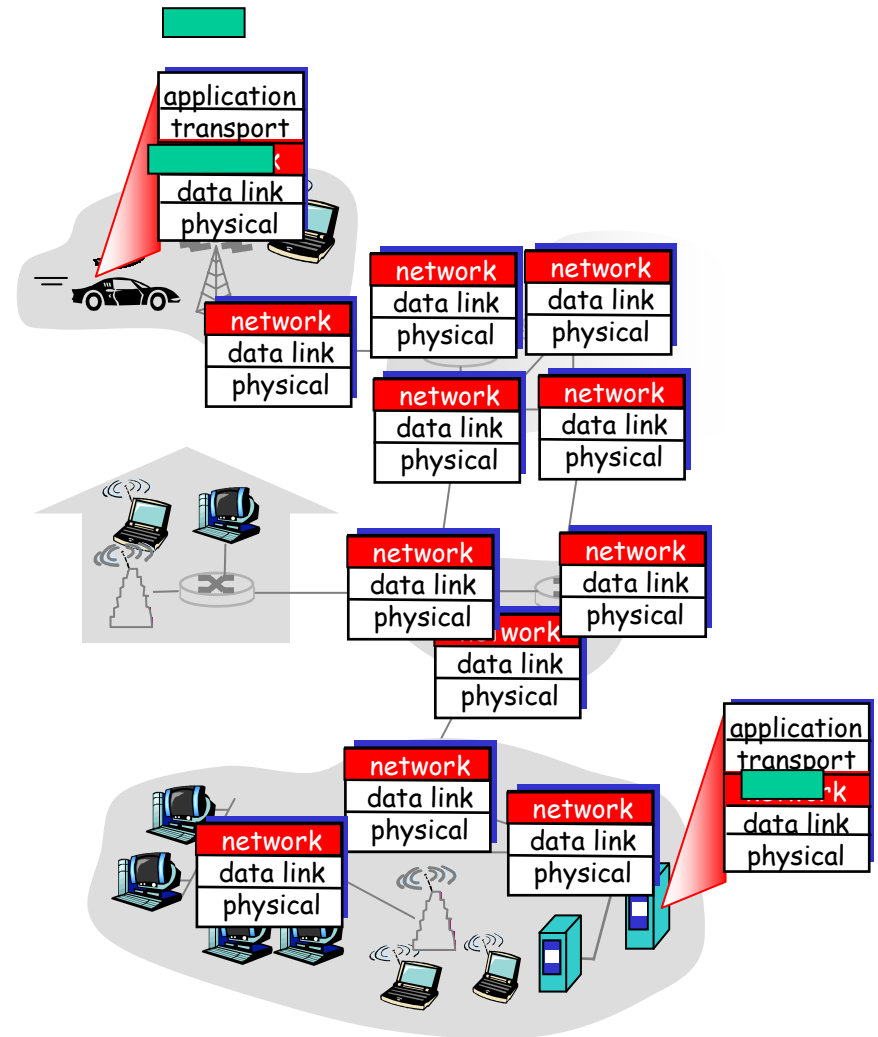 application
transport
k
data link
physical
network
data link
physical
network
data link
physical
network
data link
physical
network
data link
physical
network
data link
physical
network
data link
physical
network
data link
physical
work
data link
physical
application
transport
rk
data link
physical
network
data link
physical
network
data link
physical
network
data link
physical